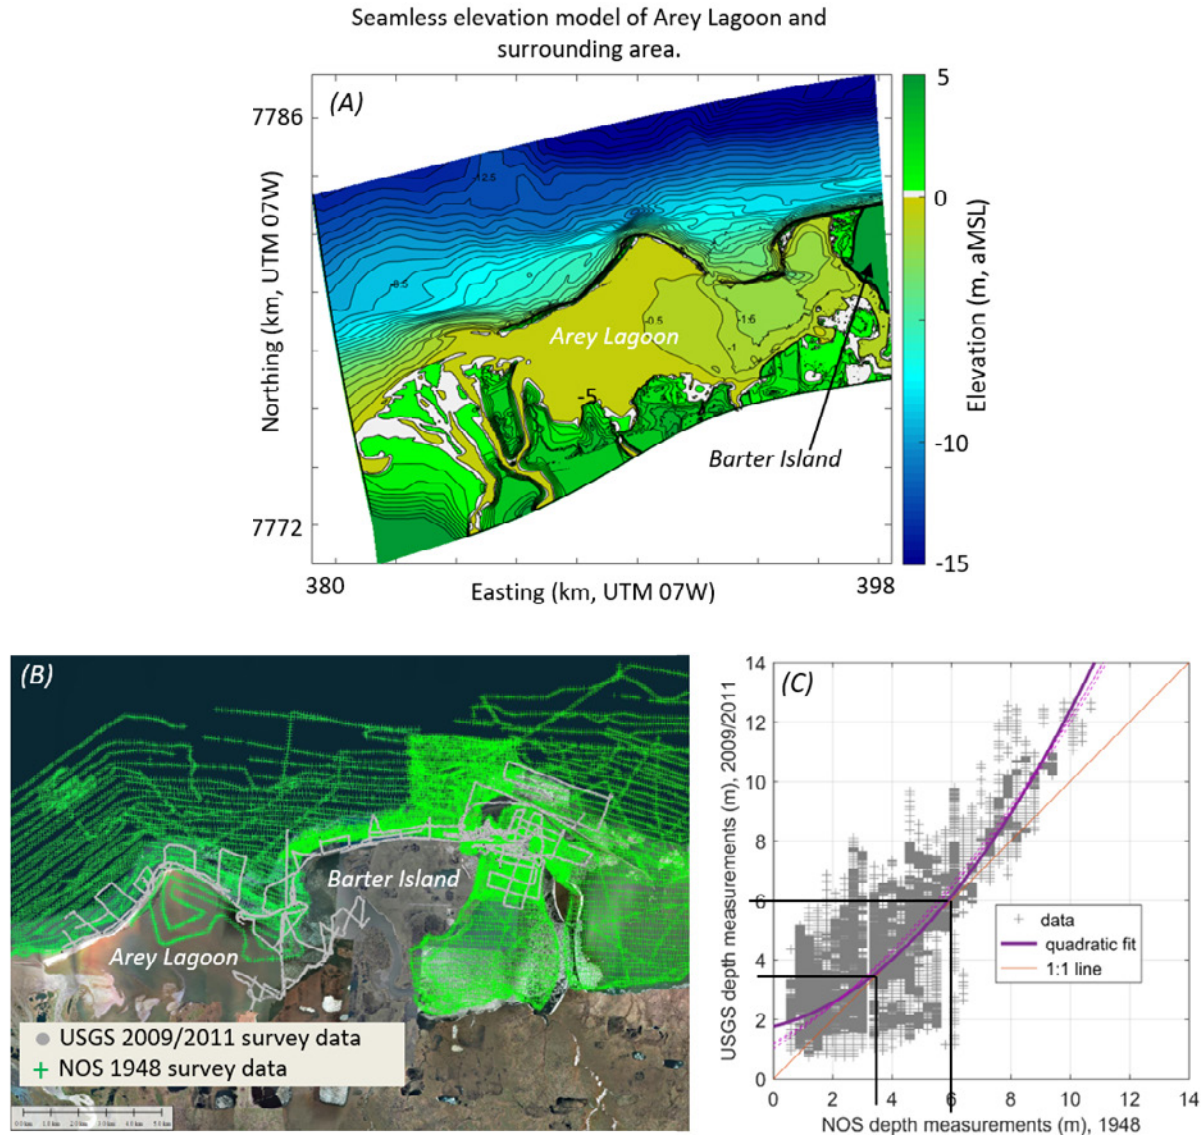 Seamless elevation model of Arey Lagoon and
surrounding area.
(A)
7786
7772
Northing (km, UTM 07W)
380
398
Easting (km, UTM 07W)
-12.5
-8.5
Arey Lagoon
-0.5
-1.6
-1
-5
Barter Island
5
0
-10
-15
Elevation (m, aMSL)
(B)
Barter Island
Arey Lagoon
USGS 2009/2011 survey data
+ NOS 1948 survey data
(C)
USGS depth measurements (m), 2009/2011
14
12
10
8
6
4
2
0
data
quadratic fit
1:1 line
0 2 4 6 8 10 12 14
NOS depth measurements (m), 1948